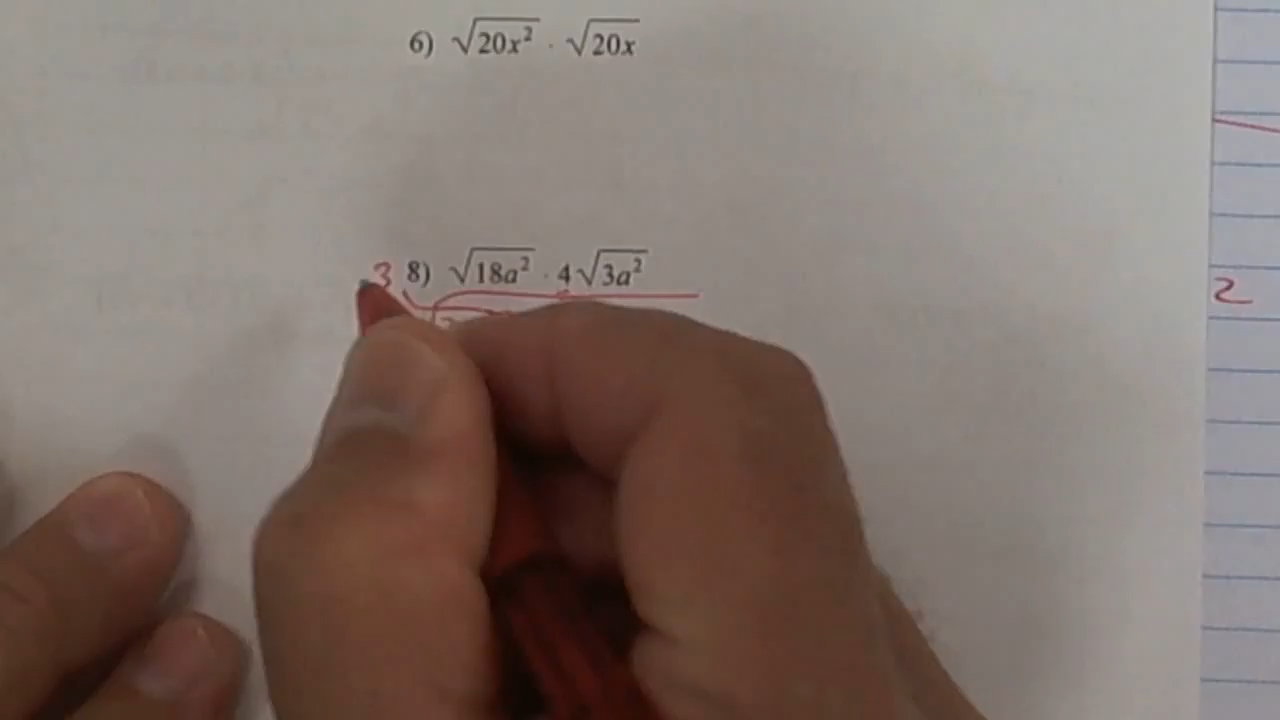 6) √20x² · √20x
3 8) √18a² · 4√3a²
2